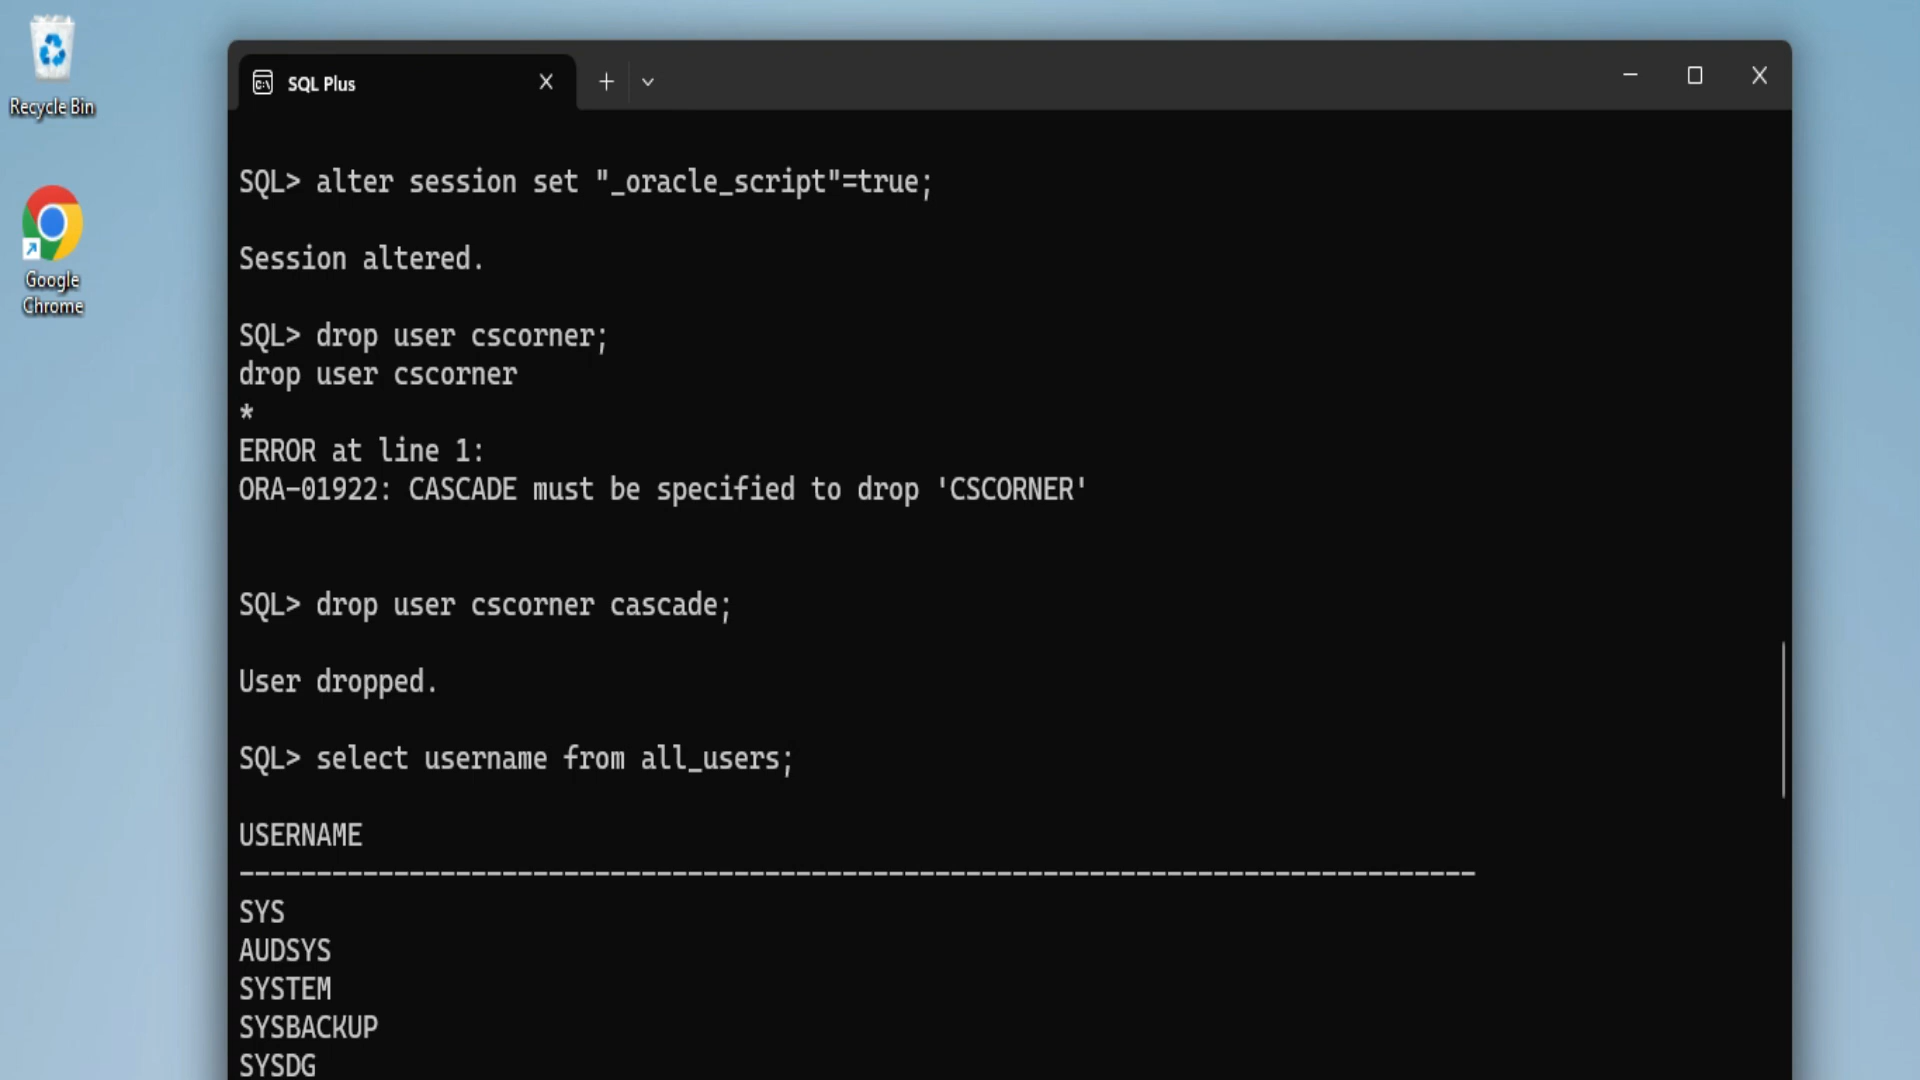 Recycle Bin
Google
Chrome
SQL Plus
SQL> alter session set "_oracle_script"=true;
Session altered.
SQL> drop user cscorner;
drop user cscorner
*
ERROR at line 1:
ORA-01922: CASCADE must be specified to drop 'CSCORNER'
SQL> drop user cscorner cascade;
User dropped.
SQL> select username from all_users;
USERNAME
--------------------------------------------------------------------------------
SYS
AUDSYS
SYSTEM
SYSBACKUP
SYSDG